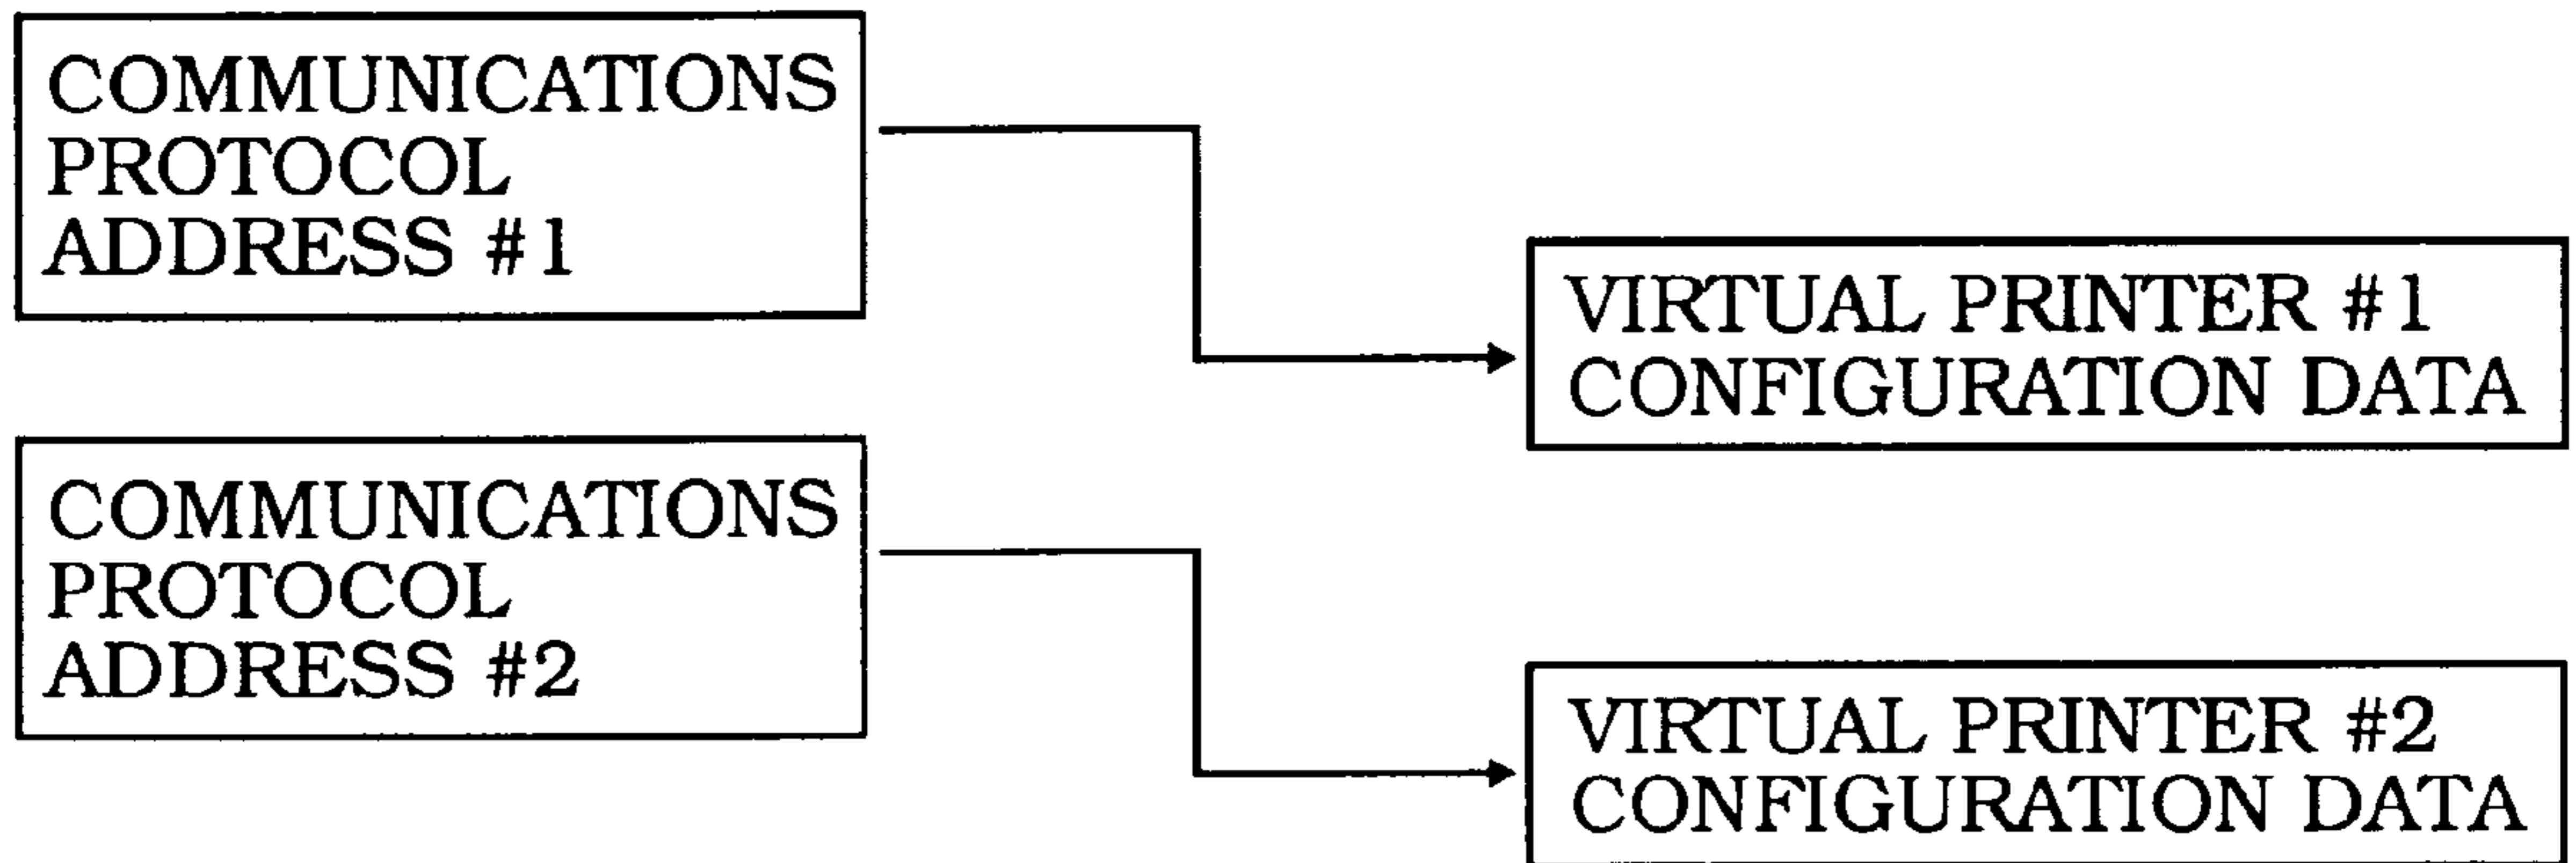 COMMUNICATIONS
PROTOCOL
ADDRESS #1
VIRTUAL PRINTER #1
CONFIGURATION DATA
COMMUNICATIONS
PROTOCOL
ADDRESS #2
VIRTUAL PRINTER #2
CONFIGURATION DATA